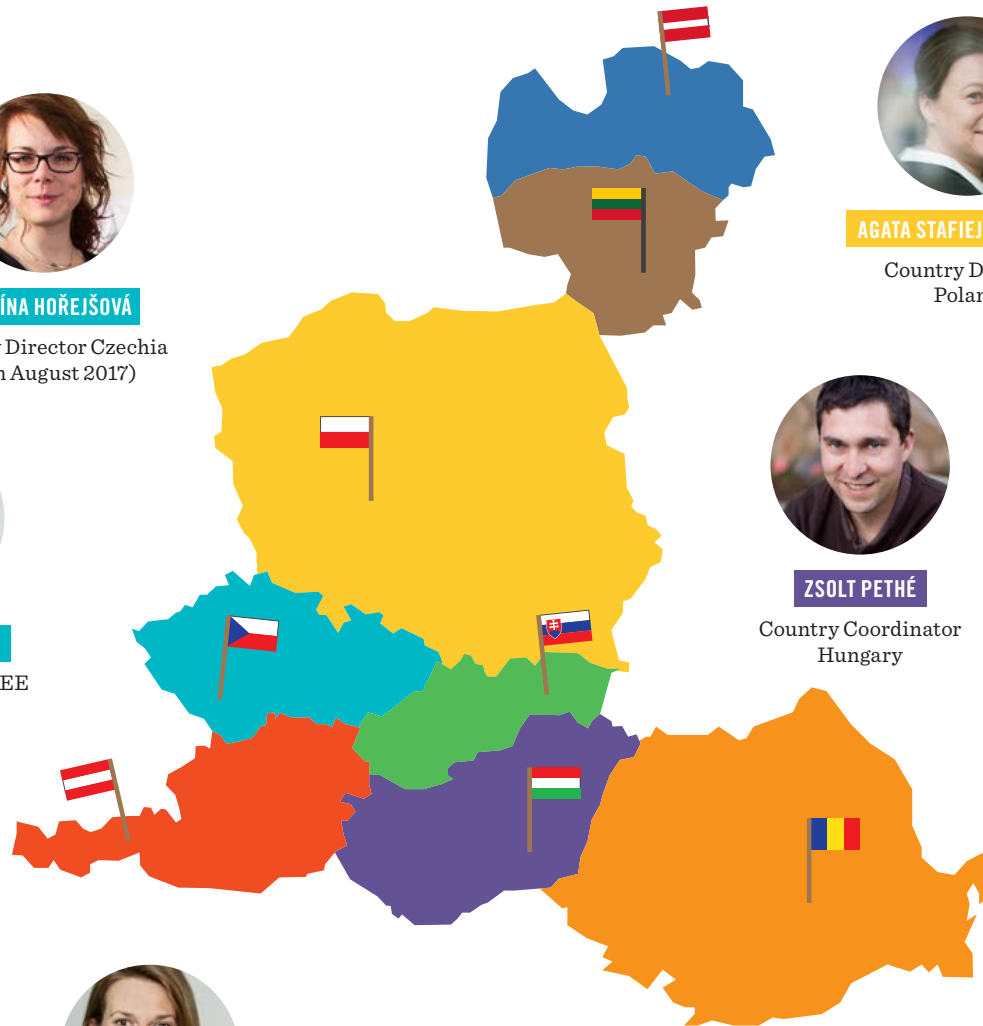 AGATA STAFIEJ
Country D
Polar
ÍNA HOŘEJŠOVÁ
Director Czechia
August 2017)
ZSOLT PETHÉ
Country Coordinator
Hungary
EE